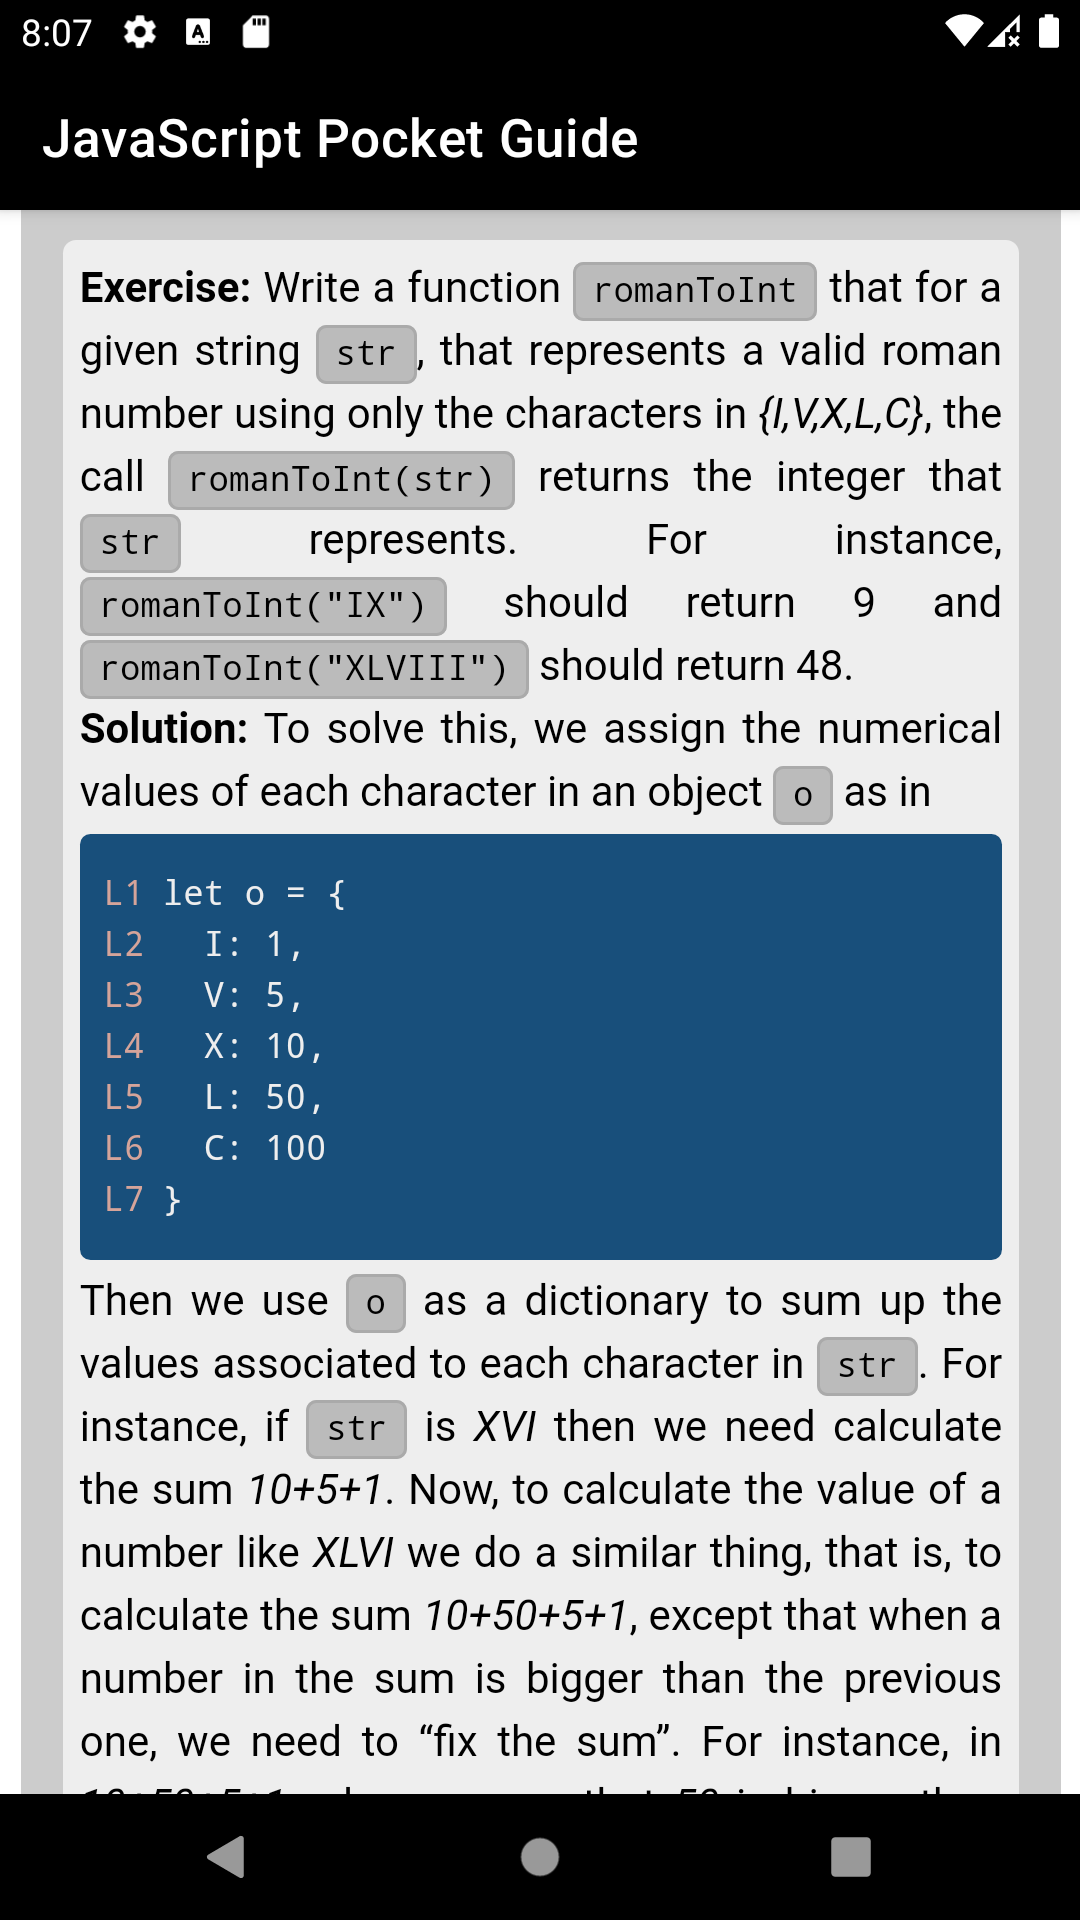 8:07
JavaScript Pocket Guide
Exercise: Write a function romanToInt that for a
given string str, that represents a valid roman
number using only the characters in {I,V,X,L,C}, the
call romanToInt(str) returns the integer that
str represents. For instance,
romanToInt("IX") should return 9 and
romanToInt("XLVIII") should return 48.
Solution: To solve this, we assign the numerical
values of each character in an object o as in
L1 let o = {
L2   I: 1,
L3   V: 5,
L4   X: 10,
L5   L: 50,
L6   C: 100
L7 }
Then we use o as a dictionary to sum up the
values associated to each character in str. For
instance, if str is XVI then we need calculate
the sum 10+5+1. Now, to calculate the value of a
number like XLVI we do a similar thing, that is, to
calculate the sum 10+50+5+1, except that when a
number in the sum is bigger than the previous
one, we need to “fix the sum”. For instance, in